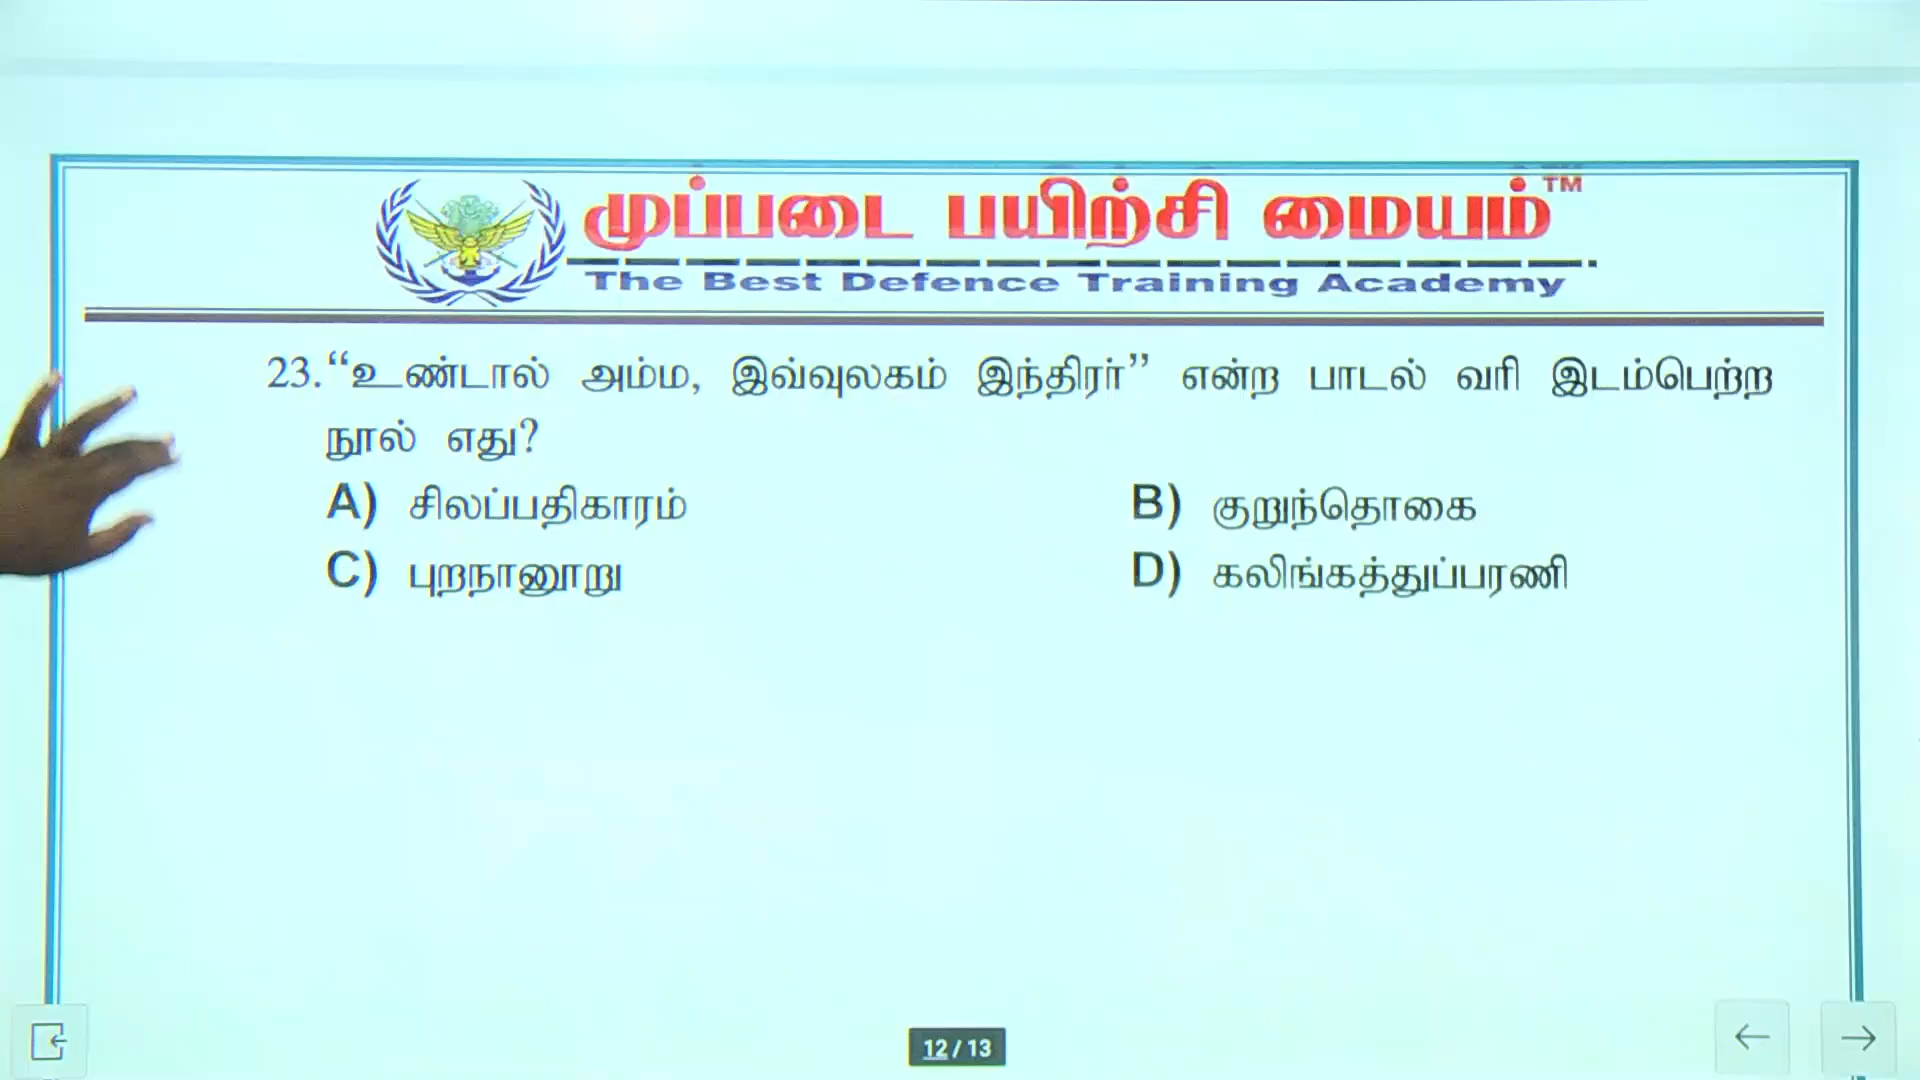 முப்படை பயிற்சி மையம்™
The Best Defence Training Academy
23. “உண்டால் அம்ம, இவ்வுலகம் இந்திரர்” என்ற பாடல் வரி இடம்பெற்ற
நூல் எது?
A) சிலப்பதிகாரம்
B) குறுந்தொகை
C) புறநானூறு
D) கலிங்கத்துப்பரணி
12 / 13